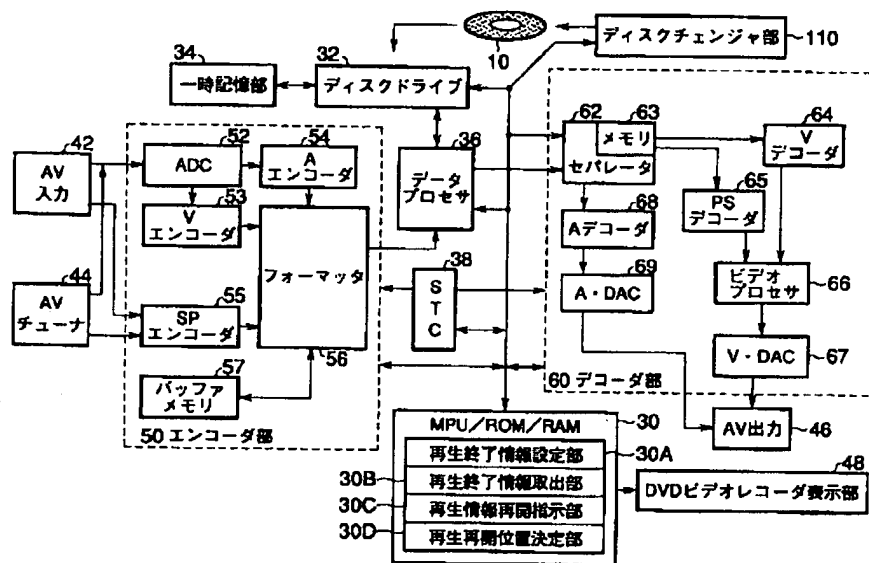 34
一時記憶部
32
ディスクドライブ
10
ディスクチェンジャ部
110
42
AV
入力
44
AV
チューナ
52
ADC
54
A
エンコーダ
53
V
エンコーダ
55
SP
エンコーダ
フォーマッタ
56
57
バッファ
メモリ
50 エンコーダ部
36
データ
プロセサ
38
S
T
C
62
63
メモリ
セパレータ
64
V
デコーダ
65
PS
デコーダ
68
Aデコーダ
69
A・DAC
ビデオ
プロセサ
66
V・DAC
67
60 デコーダ部
AV出力
46
MPU/ROM/RAM
30
再生終了情報設定部
30A
30B
再生終了情報取出部
30C
再生情報再開指示部
30D
再生再開位置決定部
48
DVDビデオレコーダ表示部